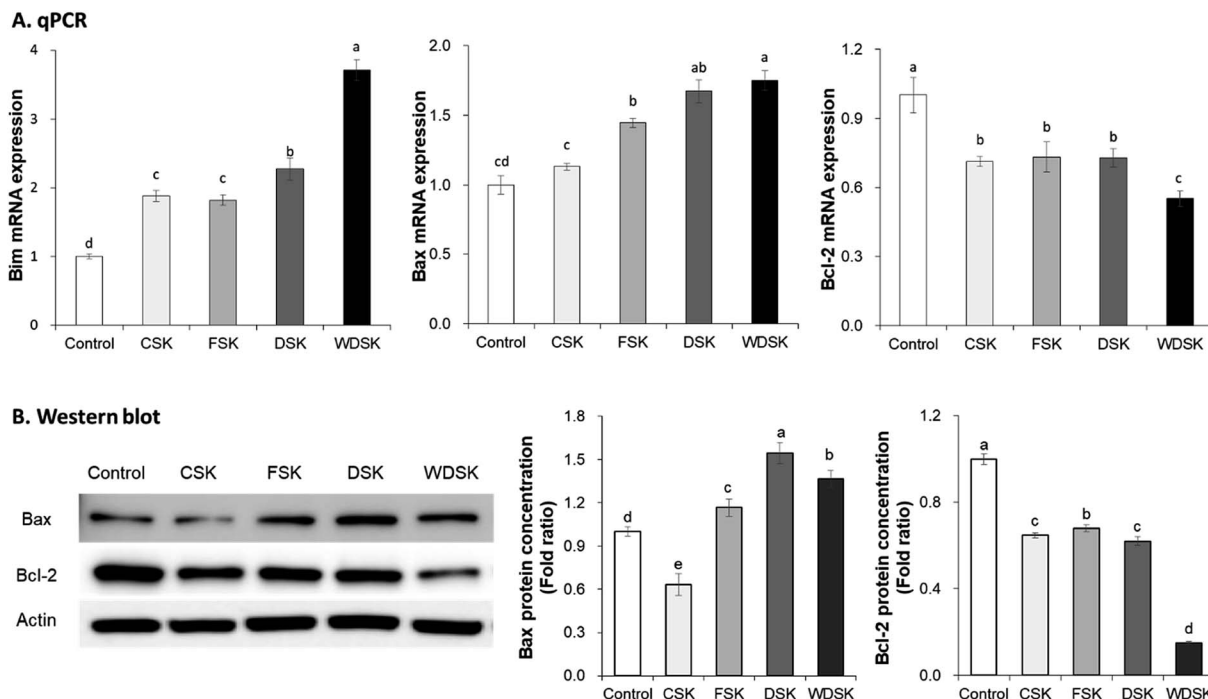 A. qPCR
Bim mRNA expression
4
3
2
1
0
d
c
c
b
a
Control CSK FSK DSK WDSK
Bax mRNA expression
2.0
1.5
1.0
0.5
0.0
cd
c
b
ab
a
Control CSK FSK DSK WDSK
Bcl-2 mRNA expression
1.2
0.9
0.6
0.3
0.0
a
b
b
b
c
Control CSK FSK DSK WDSK
B. Western blot
Control CSK FSK DSK WDSK
Bax
Bcl-2
Actin
Bax protein concentration
(Fold ratio)
1.8
1.5
1.2
0.9
0.6
0.3
0.0
d
e
c
a
b
Control CSK FSK DSK WDSK
Bcl-2 protein concentration
(Fold ratio)
1.2
0.9
0.6
0.3
0.0
a
c
b
c
d
Control CSK FSK DSK WDSK